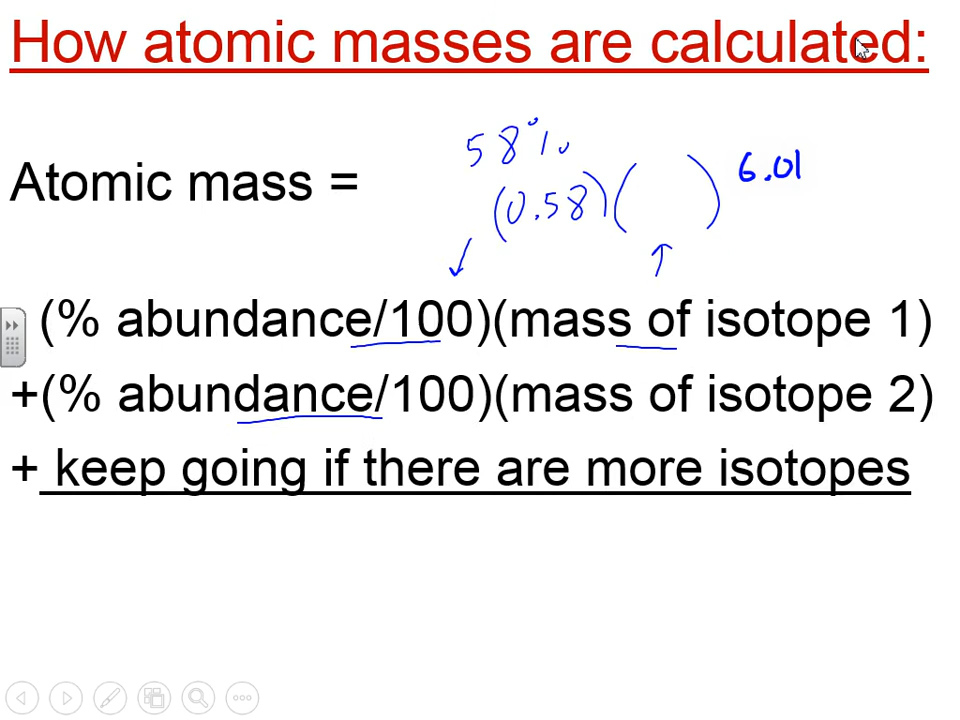 How atomic masses are calculated:
58%
Atomic mass =
(0.58)( ) 6.01
(% abundance/100)(mass of isotope 1)
+(% abundance/100)(mass of isotope 2)
+ keep going if there are more isotopes